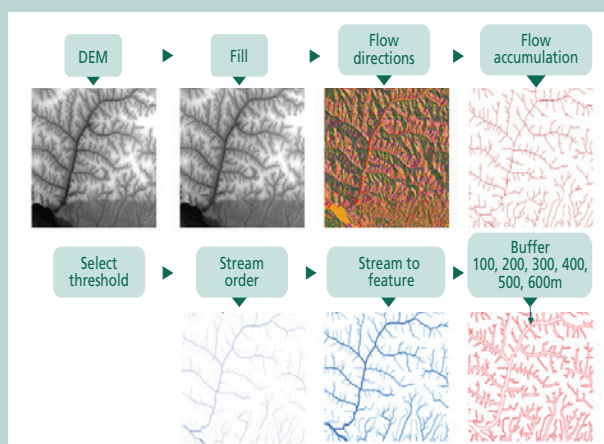 DEM
Fill
Flow
directions
Flow
accumulation
Select
threshold
Stream
order
Stream to
feature
Buffer
100, 200, 300, 400,
500, 600m